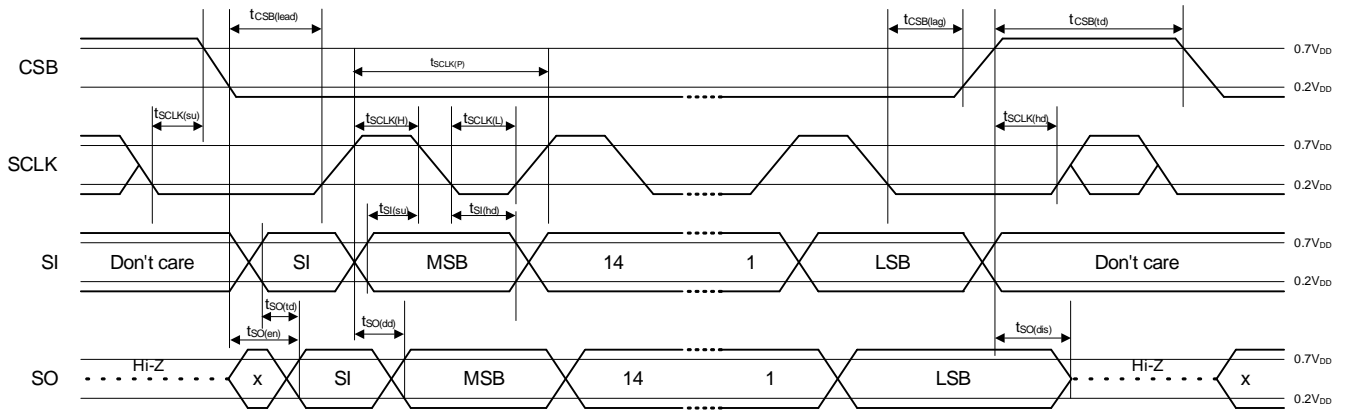 tCSB(lead)
tCSB(lag)
tCSB(td)
0.7VDD
CSB
tSCLK(P)
0.2VDD
tSCLK(su)
tSCLK(H)
tSCLK(L)
tSCLK(hd)
0.7VDD
SCLK
0.2VDD
tSI(su)
tSI(hd)
0.7VDD
SI
Don't care
SI
MSB
14
1
LSB
Don't care
0.2VDD
tSO(td)
tSO(en)
tSO(dd)
tSO(dis)
0.7VDD
Hi-Z
Hi-Z
SO
x
SI
MSB
14
1
LSB
x
0.2VDD